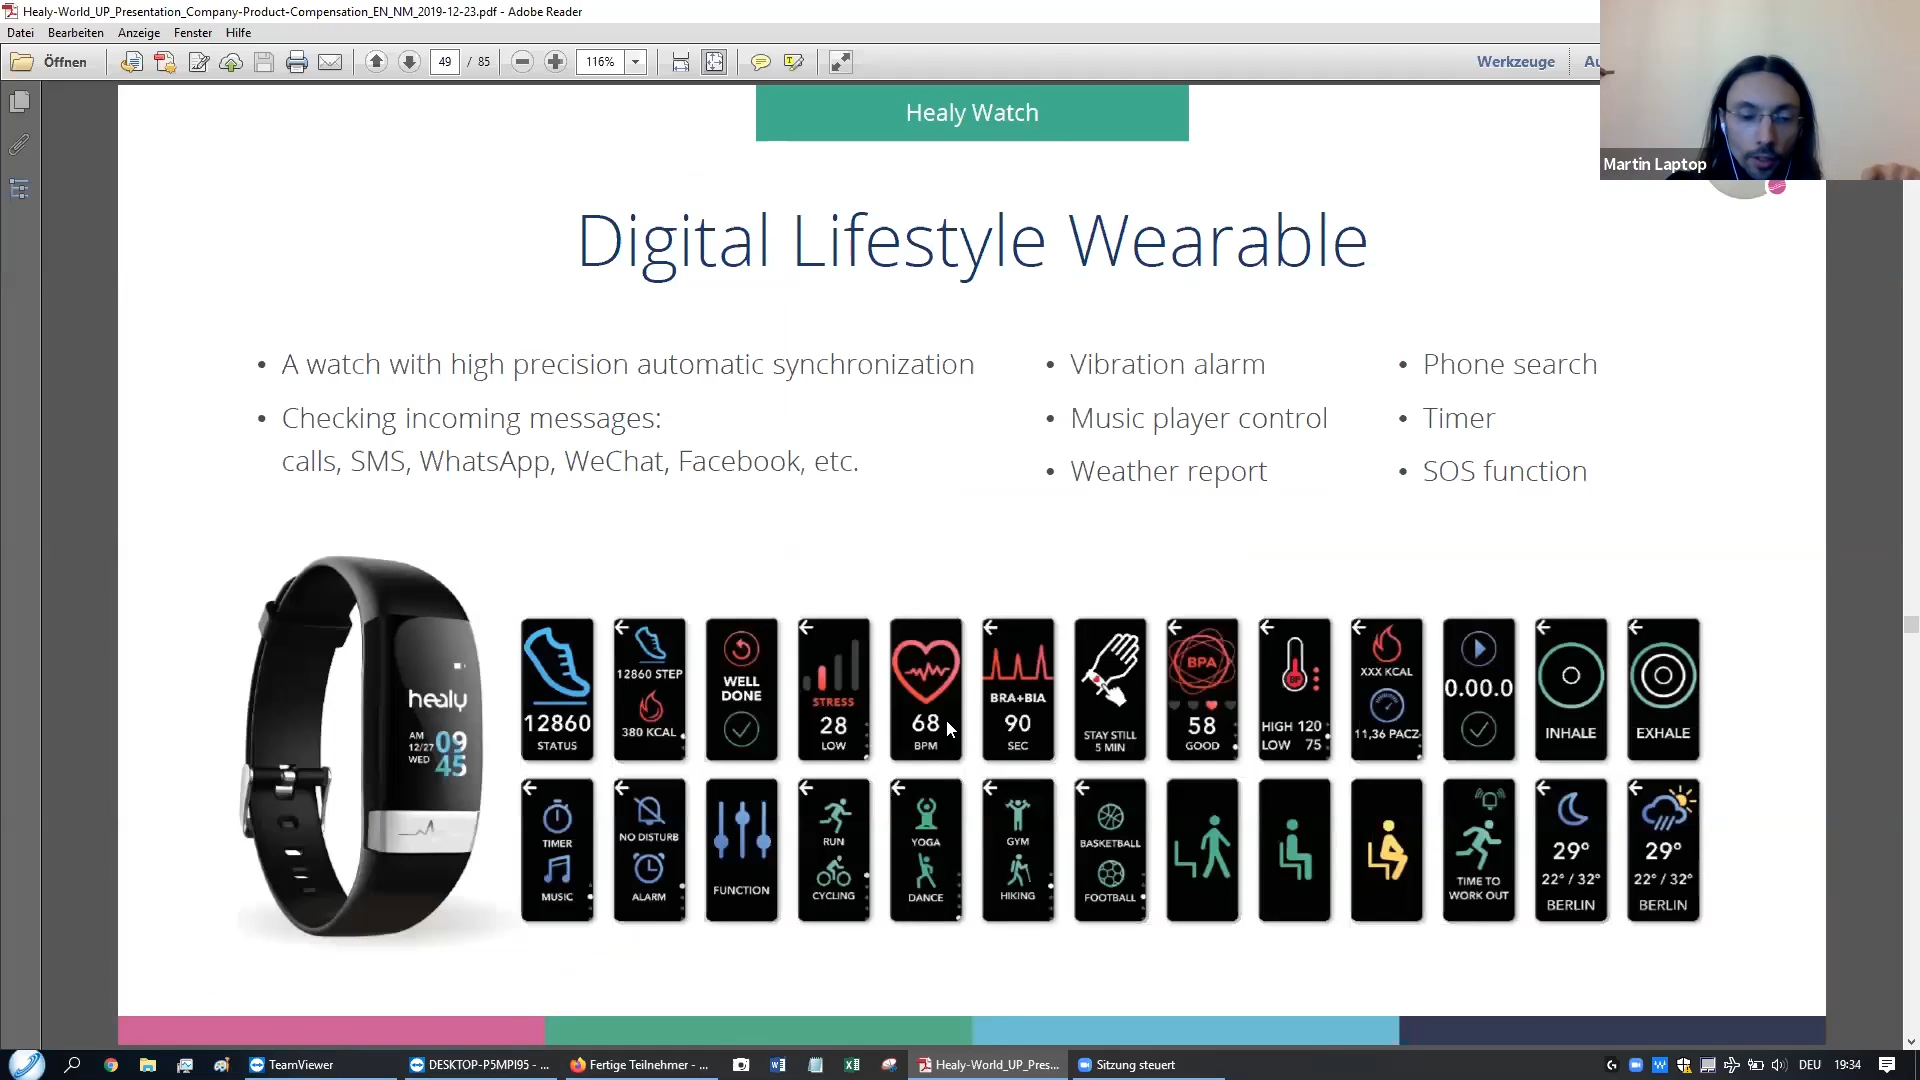 Healy-World_UP_Presentation_Company-Product-Compensation_EN_NM_2019-12-23.pdf - Adobe Reader
Datei Bearbeiten Anzeige Fenster Hilfe
Öffnen 49 / 85 116% Werkzeuge
Martin Laptop
Healy Watch
Digital Lifestyle Wearable
• A watch with high precision automatic synchronization
• Checking incoming messages:
calls, SMS, WhatsApp, WeChat, Facebook, etc.
• Vibration alarm
• Music player control
• Weather report
• Phone search
• Timer
• SOS function
healy
AM
12/27
WED
09
45
12860
STATUS
12860 STEP
380 KCAL
WELL
DONE
STRESS
28
LOW
68
BPM
BRA+BIA
90
SEC
STAY STILL
5 MIN
BPA
58
GOOD
BP
HIGH 120
LOW 75
XXX KCAL
11,36 PACZ
0.00.0
INHALE
EXHALE
TIMER
MUSIC
NO DISTURB
ALARM
FUNCTION
RUN
CYCLING
YOGA
DANCE
GYM
HIKING
BASKETBALL
FOOTBALL
TIME TO
WORK OUT
29°
22° / 32°
BERLIN
29°
22° / 32°
BERLIN
TeamViewer
DESKTOP-P5MPI95 - ...
Fertige Teilnehmer - ...
Healy-World_UP_Pres...
Sitzung steuert
DEU
19:34